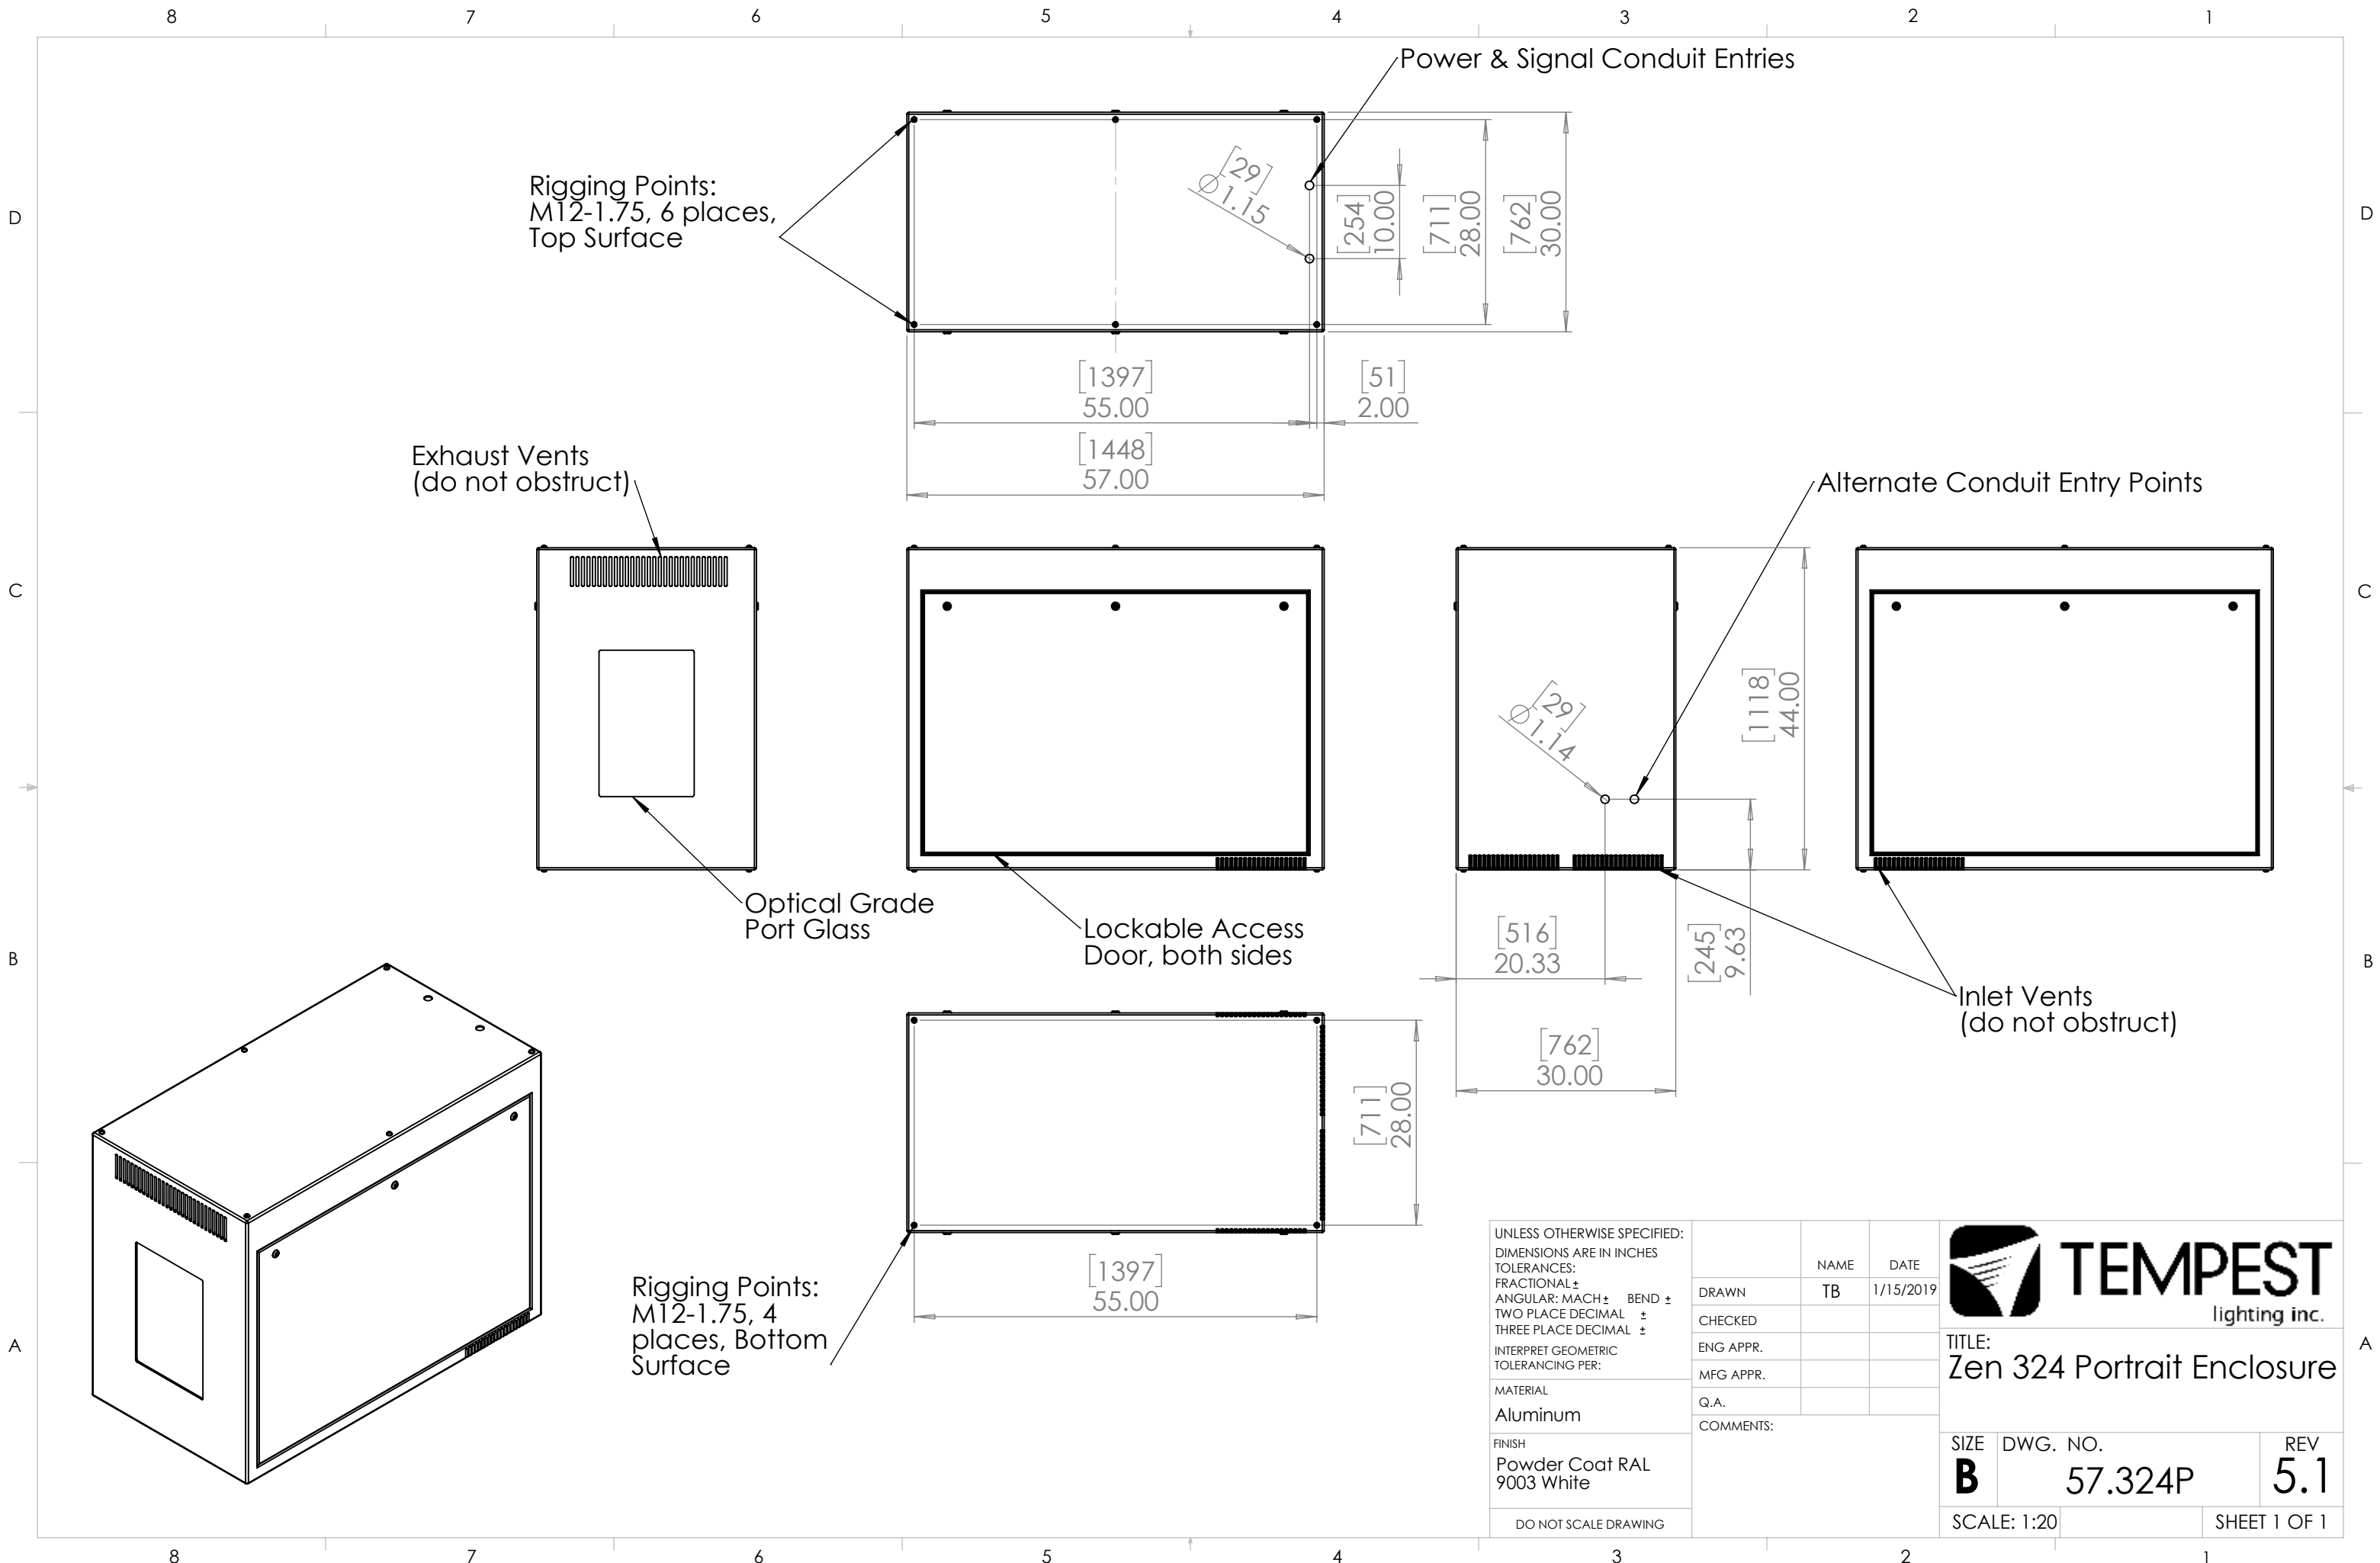 8 7 6 5 4 3 2 1
Power & Signal Conduit Entries
Rigging Points:
M12-1.75, 6 places,
Top Surface
[29]
∅1.15
[254]
10.00
[711]
28.00
[762]
30.00
D
D
[1397]
55.00
[51]
2.00
[1448]
57.00
Exhaust Vents
(do not obstruct)
Alternate Conduit Entry Points
C
C
[29]
∅1.14
[1118]
44.00
Optical Grade
Port Glass
Lockable Access
Door, both sides
[516]
20.33
[245]
9.63
B
B
Inlet Vents
(do not obstruct)
[762]
30.00
[711]
28.00
Rigging Points:
M12-1.75, 4
places, Bottom
Surface
[1397]
55.00
A
A
UNLESS OTHERWISE SPECIFIED:
DIMENSIONS ARE IN INCHES
TOLERANCES:
FRACTIONAL ±
ANGULAR: MACH ± BEND ±
TWO PLACE DECIMAL ±
THREE PLACE DECIMAL ±
INTERPRET GEOMETRIC
TOLERANCING PER:
MATERIAL
Aluminum
FINISH
Powder Coat RAL
9003 White
DO NOT SCALE DRAWING
NAME DATE
DRAWN TB 1/15/2019
CHECKED
ENG APPR.
MFG APPR.
Q.A.
COMMENTS:
TEMPEST
lighting inc.
TITLE:
Zen 324 Portrait Enclosure
SIZE DWG. NO. REV
B 57.324P 5.1
SCALE: 1:20 SHEET 1 OF 1
8 7 6 5 4 3 2 1